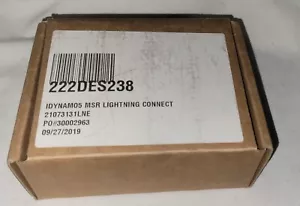 222DES238
IDYNAMO5 MSR LIGHTNING CONNECT
21073131LNE
PO#30002963
09/27/2019